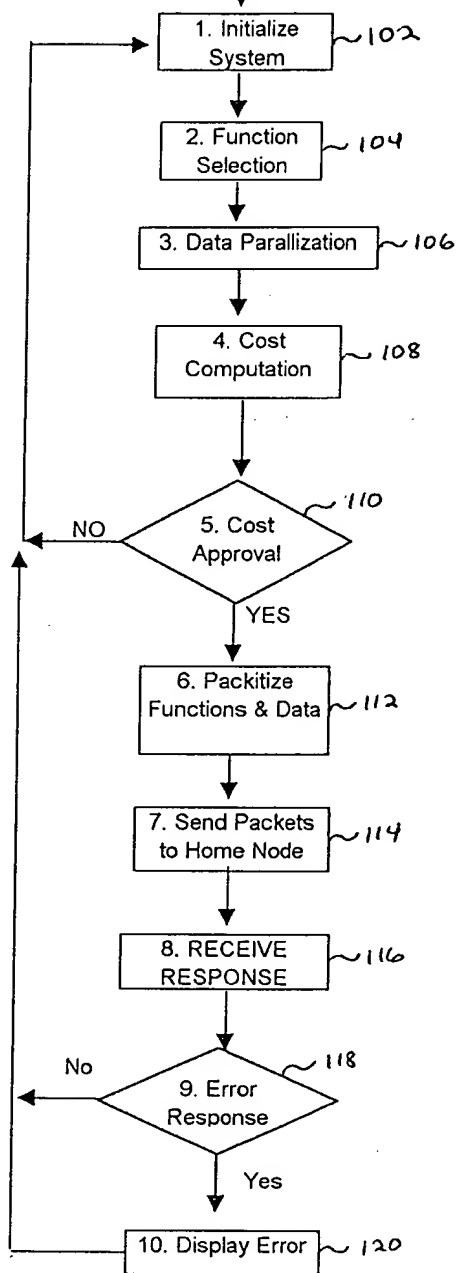 1. Initialize
System
102
2. Function
Selection
104
3. Data Parallization
106
4. Cost
Computation
108
110
5. Cost
Approval
NO
YES
6. Packitize
Functions & Data
112
7. Send Packets
to Home Node
114
8. RECEIVE
RESPONSE
116
118
9. Error
Response
No
Yes
10. Display Error
120